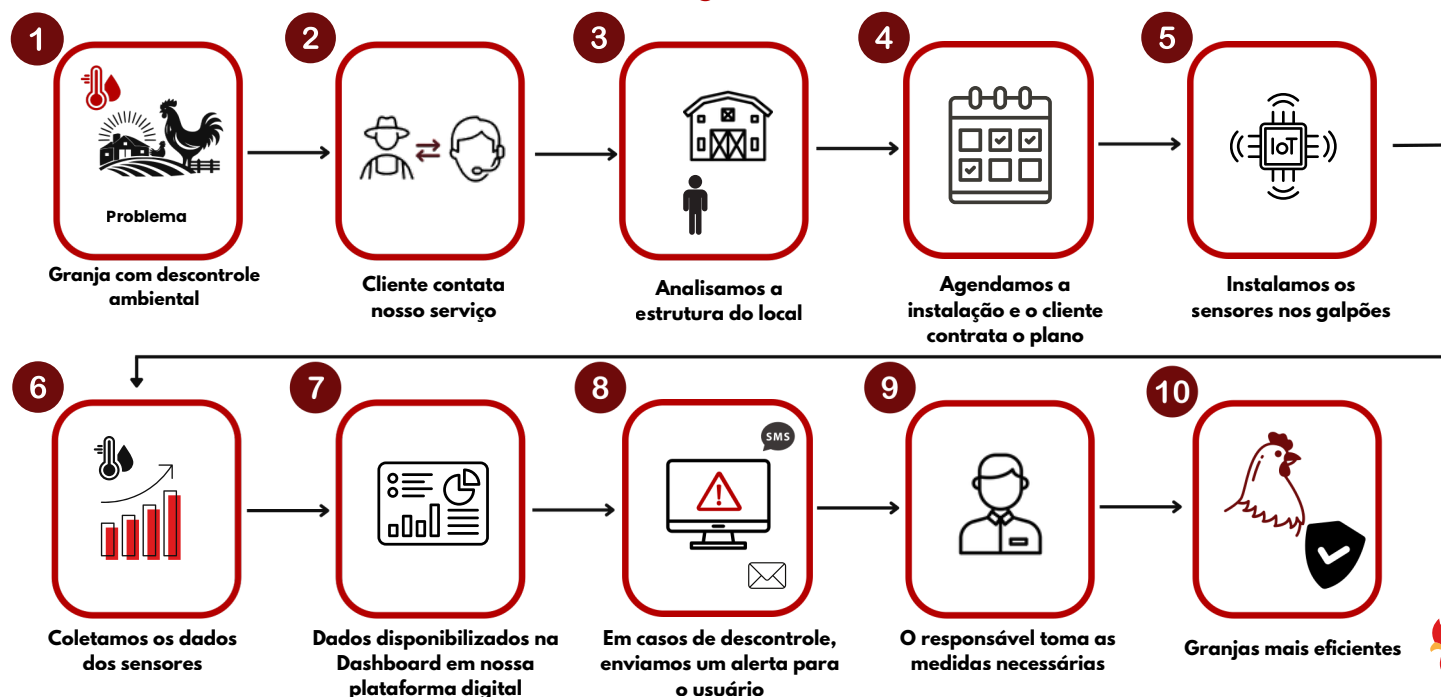 1
2
3
4
5
Problema
IoT
Granja com descontrole
ambiental
Cliente contata
nosso serviço
Analisamos a
estrutura do local
Agendamos a
instalação e o cliente
contrata o plano
Instalamos os
sensores nos galpões
6
7
8
9
10
SMS
Coletamos os dados
dos sensores
Dados disponibilizados na
Dashboard em nossa
plataforma digital
Em casos de descontrole,
enviamos um alerta para
o usuário
O responsável toma as
medidas necessárias
Granjas mais eficientes